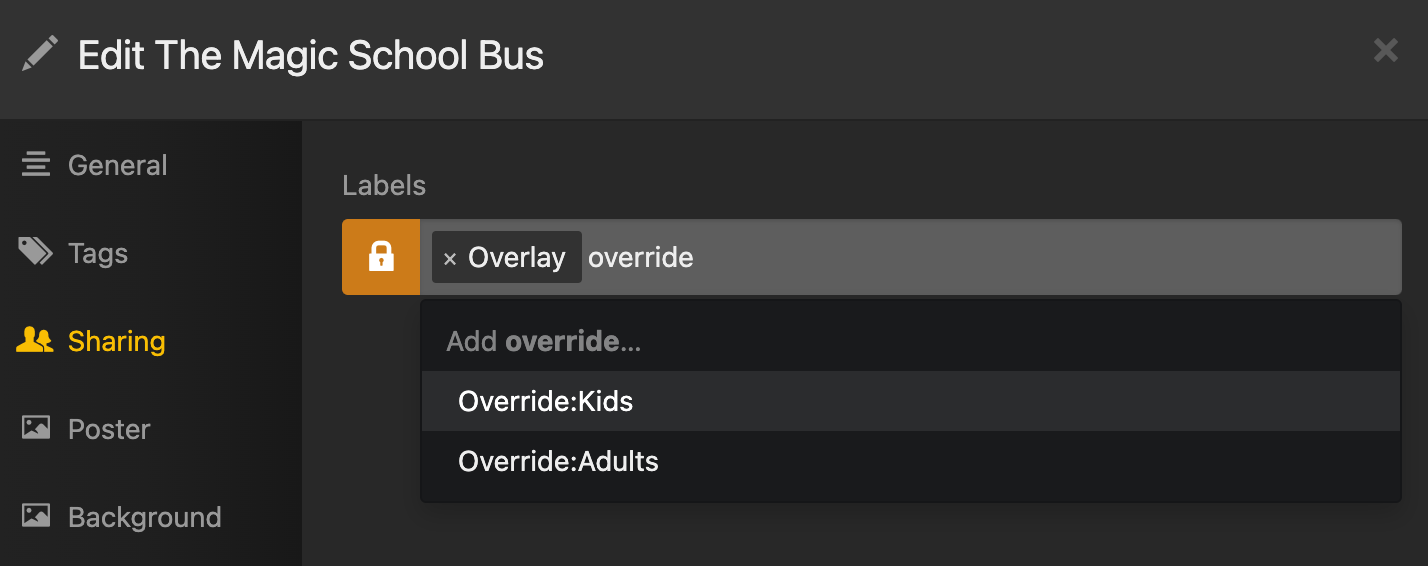 Edit The Magic School Bus
×
General
Tags
Sharing
Poster
Background
Labels
× Overlay override
Add override...
Override:Kids
Override:Adults